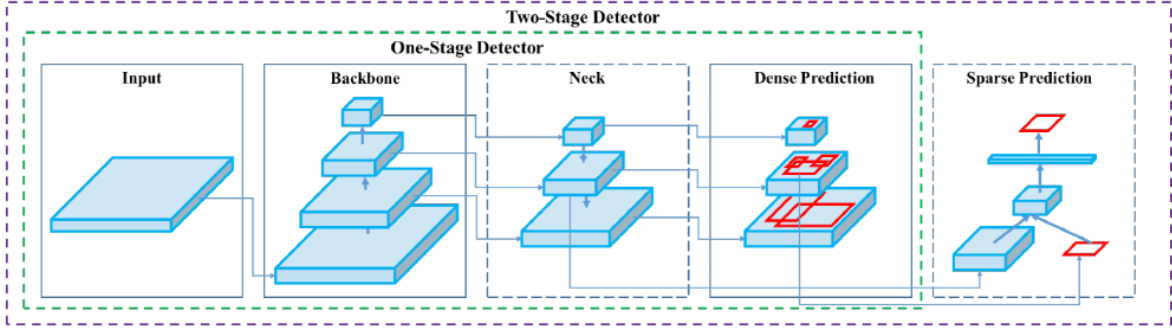 Two-Stage Detector
One-Stage Detector
Input
Backbone
Neck
Dense Prediction
Sparse Prediction